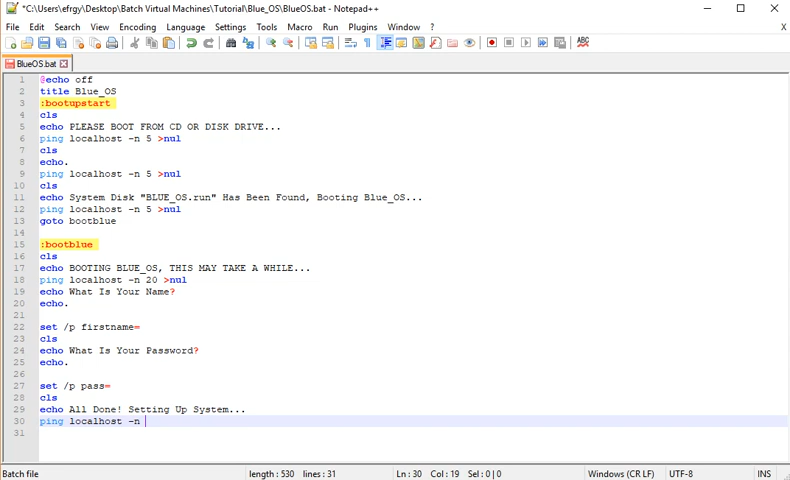 *C:\Users\efrgy\Desktop\Batch Virtual Machines\Tutorial\Blue_OS\BlueOS.bat - Notepad++
File Edit Search View Encoding Language Settings Tools Macro Run Plugins Window ? X
BlueOS.bat
1 @echo off
2 title Blue_OS
3 :bootupstart
4 cls
5 echo PLEASE BOOT FROM CD OR DISK DRIVE...
6 ping localhost -n 5 >nul
7 cls
8 echo.
9 ping localhost -n 5 >nul
10 cls
11 echo System Disk "BLUE_OS.run" Has Been Found, Booting Blue_OS...
12 ping localhost -n 5 >nul
13 goto bootblue
14
15 :bootblue
16 cls
17 echo BOOTING BLUE_OS, THIS MAY TAKE A WHILE...
18 ping localhost -n 20 >nul
19 echo What Is Your Name?
20 echo.
21
22 set /p firstname=
23 cls
24 echo What Is Your Password?
25 echo.
26
27 set /p pass=
28 cls
29 echo All Done! Setting Up System...
30 ping localhost -n
31
Batch file length : 530 lines : 31 Ln : 30 Col : 19 Sel : 0 | 0 Windows (CR LF) UTF-8 INS